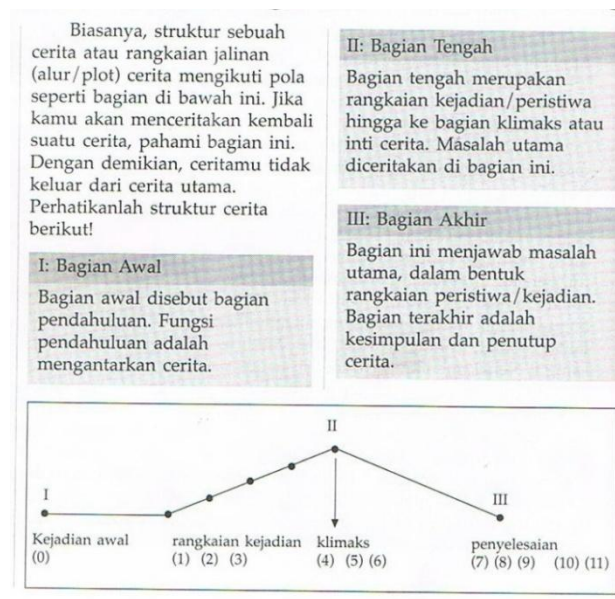 Biasanya, struktur sebuah
cerita atau rangkaian jalinan
(alur/plot) cerita mengikuti pola
seperti bagian di bawah ini. Jika
kamu akan menceritakan kembali
suatu cerita, pahami bagian ini.
Dengan demikian, ceritamu tidak
keluar dari cerita utama.
Perhatikanlah struktur cerita
berikut!
I: Bagian Awal
Bagian awal disebut bagian
pendahuluan. Fungsi
pendahuluan adalah
mengantarkan cerita.
II: Bagian Tengah
Bagian tengah merupakan
rangkaian kejadian/peristiwa
hingga ke bagian klimaks atau
inti cerita. Masalah utama
diceritakan di bagian ini.
III: Bagian Akhir
Bagian ini menjawab masalah
utama, dalam bentuk
rangkaian peristiwa/kejadian.
Bagian terakhir adalah
kesimpulan dan penutup
cerita.
II
I
III
Kejadian awal
(0)
rangkaian kejadian
(1) (2) (3)
klimaks
(4) (5) (6)
penyelesaian
(7) (8) (9) (10) (11)